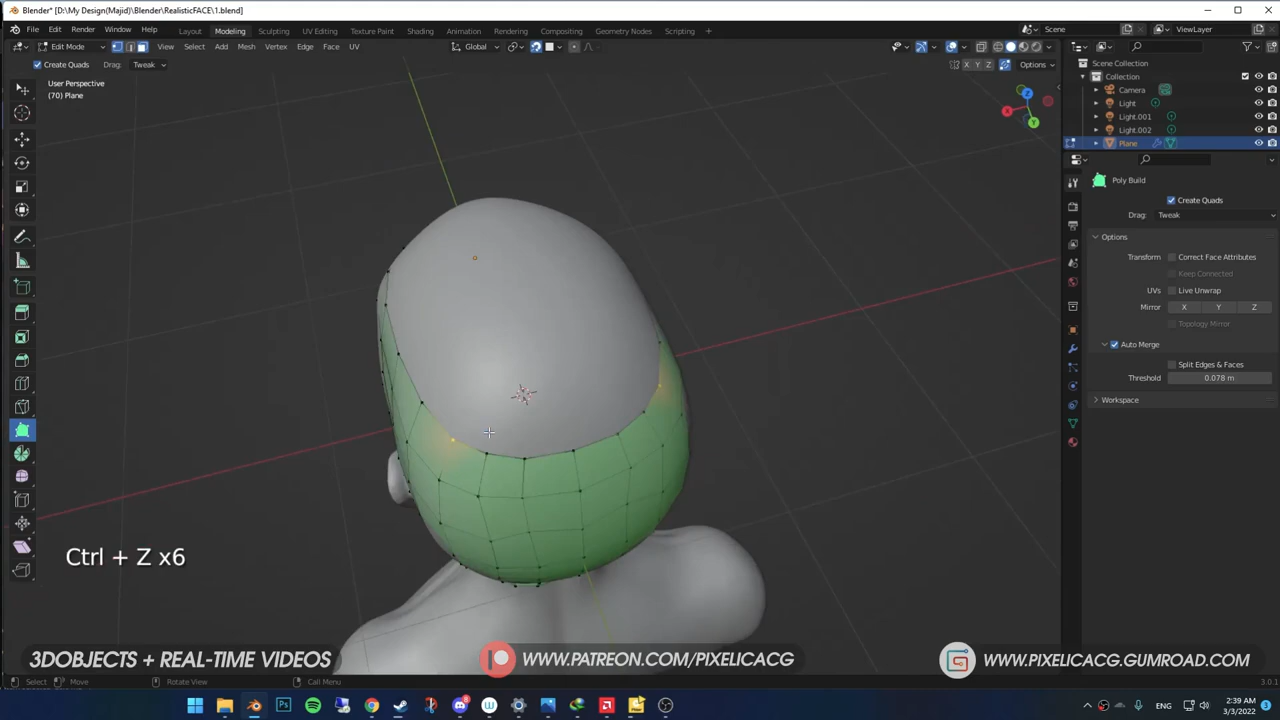 Blender* [D:\My Design(Majid)\Blender\RealisticFACE\1.blend]
File Edit Render Window Help Layout Modeling Sculpting UV Editing Texture Paint Shading Animation Rendering Compositing Geometry Nodes Scripting + Scene ViewLayer
Edit Mode View Select Add Mesh Vertex Edge Face UV Global
Create Quads Drag: Tweak X Y Z Options
User Perspective
(70) Plane
Scene Collection
Collection
Camera
Light
Light.001
Light.002
Plane
Poly Build
Create Quads
Drag: Tweak
Options
Transform Correct Face Attributes
Keep Connected
UVs Live Unwrap
Mirror X Y Z
Topology Mirror
Auto Merge
Split Edges & Faces
Threshold 0.078 m
Workspace
Z
X
Y
Ctrl + Z x6
3DOBJECTS + REAL-TIME VIDEOS WWW.PATREON.COM/PIXELICACG WWW.PIXELICACG.GUMROAD.COM
Select Move Rotate View Call Menu 3.0.1
ENG 2:39 AM
3/3/2022